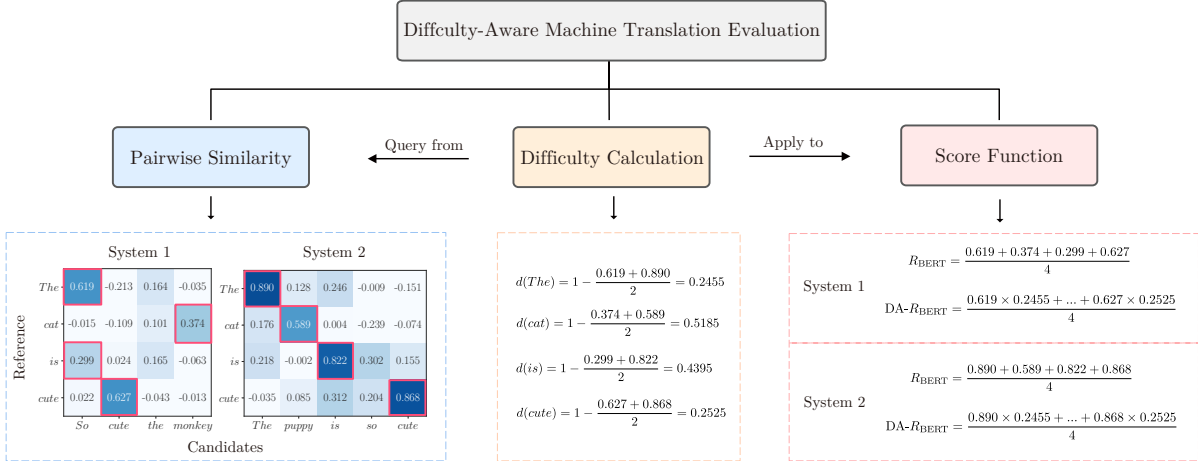 Diffculty-Aware Machine Translation Evaluation
Pairwise Similarity
Query from
Difficulty Calculation
Apply to
Score Function
System 1
System 2
Reference
The 0.619 -0.213 0.164 -0.035
cat -0.015 -0.109 0.101 0.374
is 0.299 0.024 0.165 -0.063
cute 0.022 0.627 -0.043 -0.013
So cute the monkey
The 0.890 0.128 0.246 -0.009 -0.151
cat 0.176 0.589 0.004 -0.239 -0.074
is 0.218 -0.002 0.822 0.302 0.155
cute -0.035 0.085 0.312 0.204 0.868
The puppy is so cute
Candidates
d(The) = 1 − (0.619 + 0.890)/2 = 0.2455
d(cat) = 1 − (0.374 + 0.589)/2 = 0.5185
d(is) = 1 − (0.299 + 0.822)/2 = 0.4395
d(cute) = 1 − (0.627 + 0.868)/2 = 0.2525
System 1
R_BERT = (0.619 + 0.374 + 0.299 + 0.627)/4
DA-R_BERT = (0.619 × 0.2455 + ... + 0.627 × 0.2525)/4
System 2
R_BERT = (0.890 + 0.589 + 0.822 + 0.868)/4
DA-R_BERT = (0.890 × 0.2455 + ... + 0.868 × 0.2525)/4